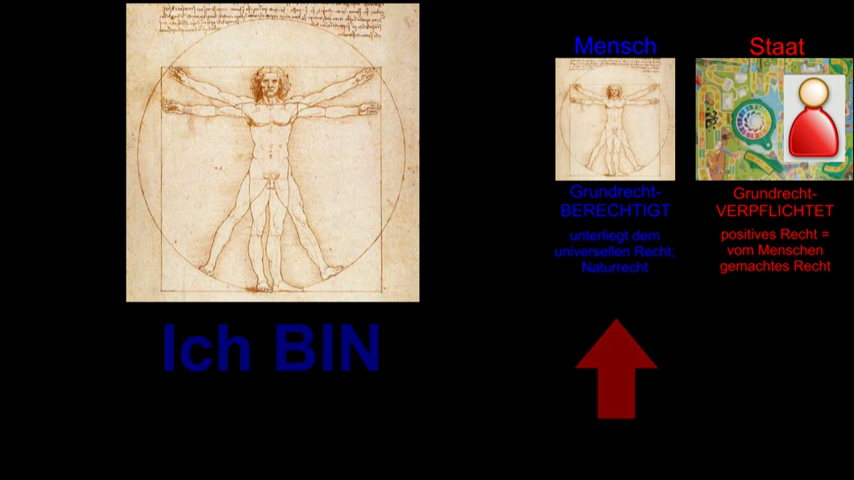 Ich BIN
Mensch
Grundrecht-
BERECHTIGT
unterliegt dem
universellen Recht;
Naturrecht
Staat
Grundrecht-
VERPFLICHTET
positives Recht =
vom Menschen
gemachtes Recht